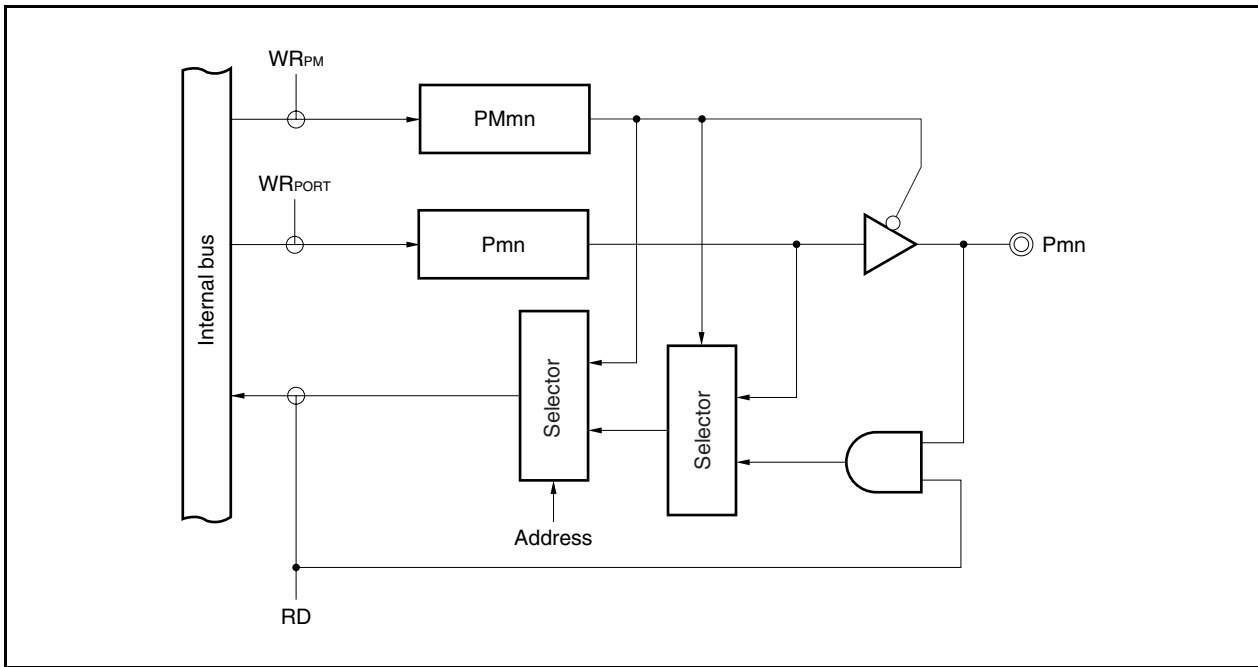 WRPM
PMmn
WRPORT
Pmn
Pmn
Internal bus
Selector
Selector
Address
RD